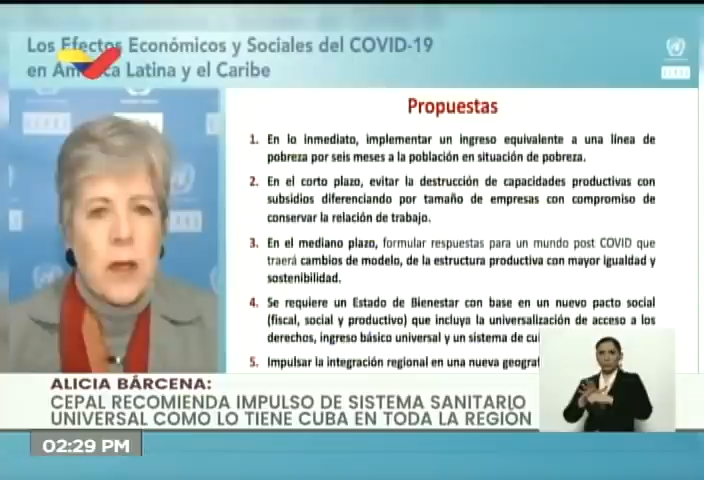 Los Efectos Económicos y Sociales del COVID-19
en América Latina y el Caribe
Propuestas
1. En lo inmediato, implementar un ingreso equivalente a una línea de
pobreza por seis meses a la población en situación de pobreza.
2. En el corto plazo, evitar la destrucción de capacidades productivas con
subsidios diferenciando por tamaño de empresas con compromiso de
conservar la relación de trabajo.
3. En el mediano plazo, formular respuestas para un mundo post COVID que
traerá cambios de modelo, de la estructura productiva con mayor igualdad y
sostenibilidad.
4. Se requiere un Estado de Bienestar con base en un nuevo pacto social
(fiscal, social y productivo) que incluya la universalización de acceso a los
derechos, ingreso básico universal y un sistema de
5. Impulsar la integración regional en una nueva
ALICIA BÁRCENA:
CEPAL RECOMIENDA IMPULSO DE SISTEMA SANITARIO
UNIVERSAL COMO LO TIENE CUBA EN TODA LA REGIÓN
02:29 PM